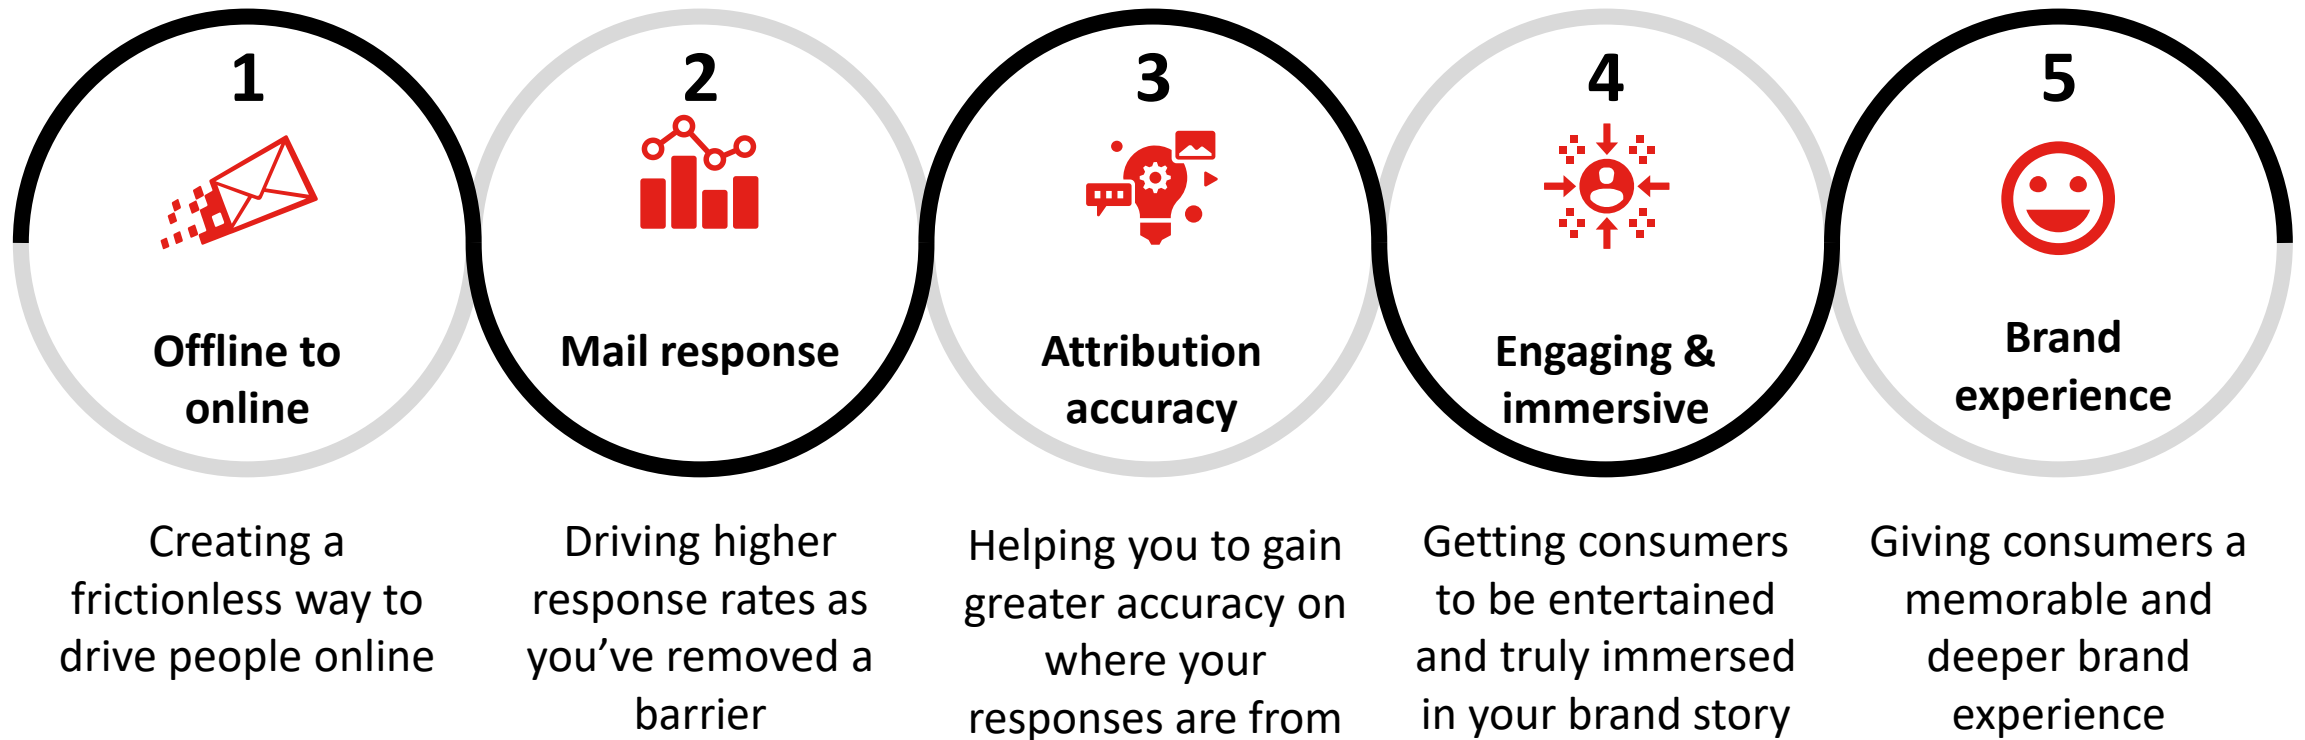 1
Offline to
online
Creating a
frictionless way to
drive people online
2
Mail response
Driving higher
response rates as
you’ve removed a
barrier
3
Attribution
accuracy
Helping you to gain
greater accuracy on
where your
responses are from
4
Engaging &
immersive
Getting consumers
to be entertained
and truly immersed
in your brand story
5
Brand
experience
Giving consumers a
memorable and
deeper brand
experience